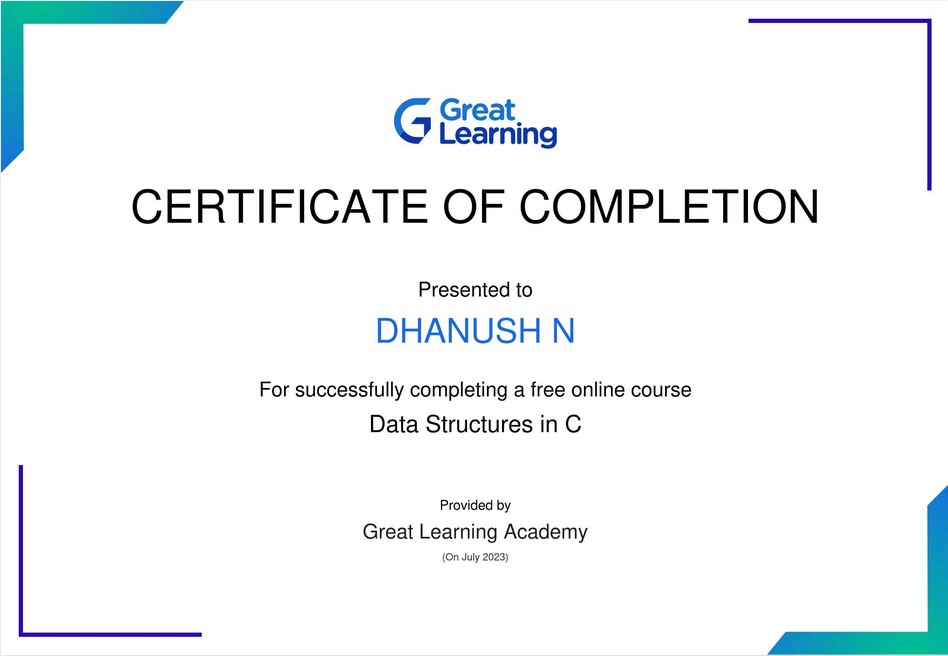 Great
Learning
CERTIFICATE OF COMPLETION
Presented to
DHANUSH N
For successfully completing a free online course
Data Structures in C
Provided by
Great Learning Academy
(On July 2023)